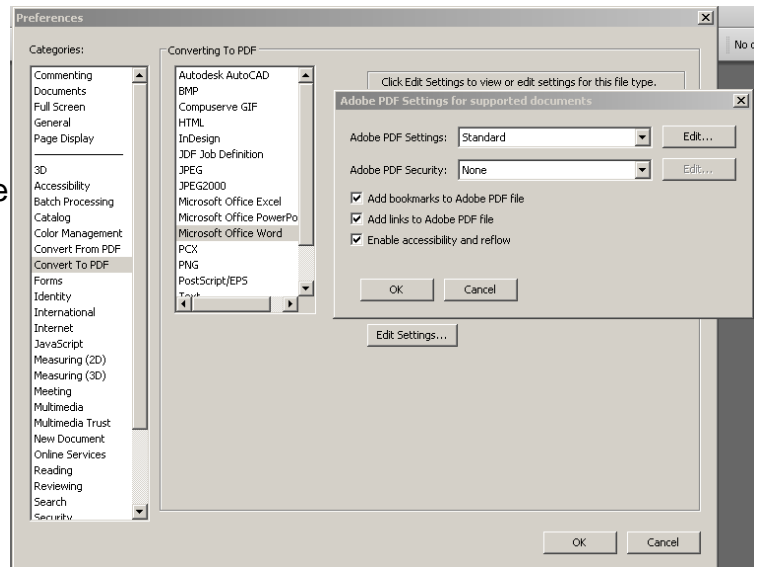 Preferences
No
Categories:
Commenting
Documents
Full Screen
General
Page Display
3D
Accessibility
Batch Processing
Catalog
Color Management
Convert From PDF
Convert To PDF
Forms
Identity
International
Internet
JavaScript
Measuring (2D)
Measuring (3D)
Meeting
Multimedia
Multimedia Trust
New Document
Online Services
Reading
Reviewing
Search
Security
e
Converting To PDF
Autodesk AutoCAD
BMP
Compuserve GIF
HTML
InDesign
JDF Job Definition
JPEG
JPEG2000
Microsoft Office Excel
Microsoft Office PowerPo
Microsoft Office Word
PCX
PNG
PostScript/EPS
Text
Click Edit Settings to view or edit settings for this file type.
Adobe PDF Settings for supported documents
Adobe PDF Settings: Standard Edit...
Adobe PDF Security: None Edit...
Add bookmarks to Adobe PDF file
Add links to Adobe PDF file
Enable accessibility and reflow
OK Cancel
Edit Settings...
OK Cancel